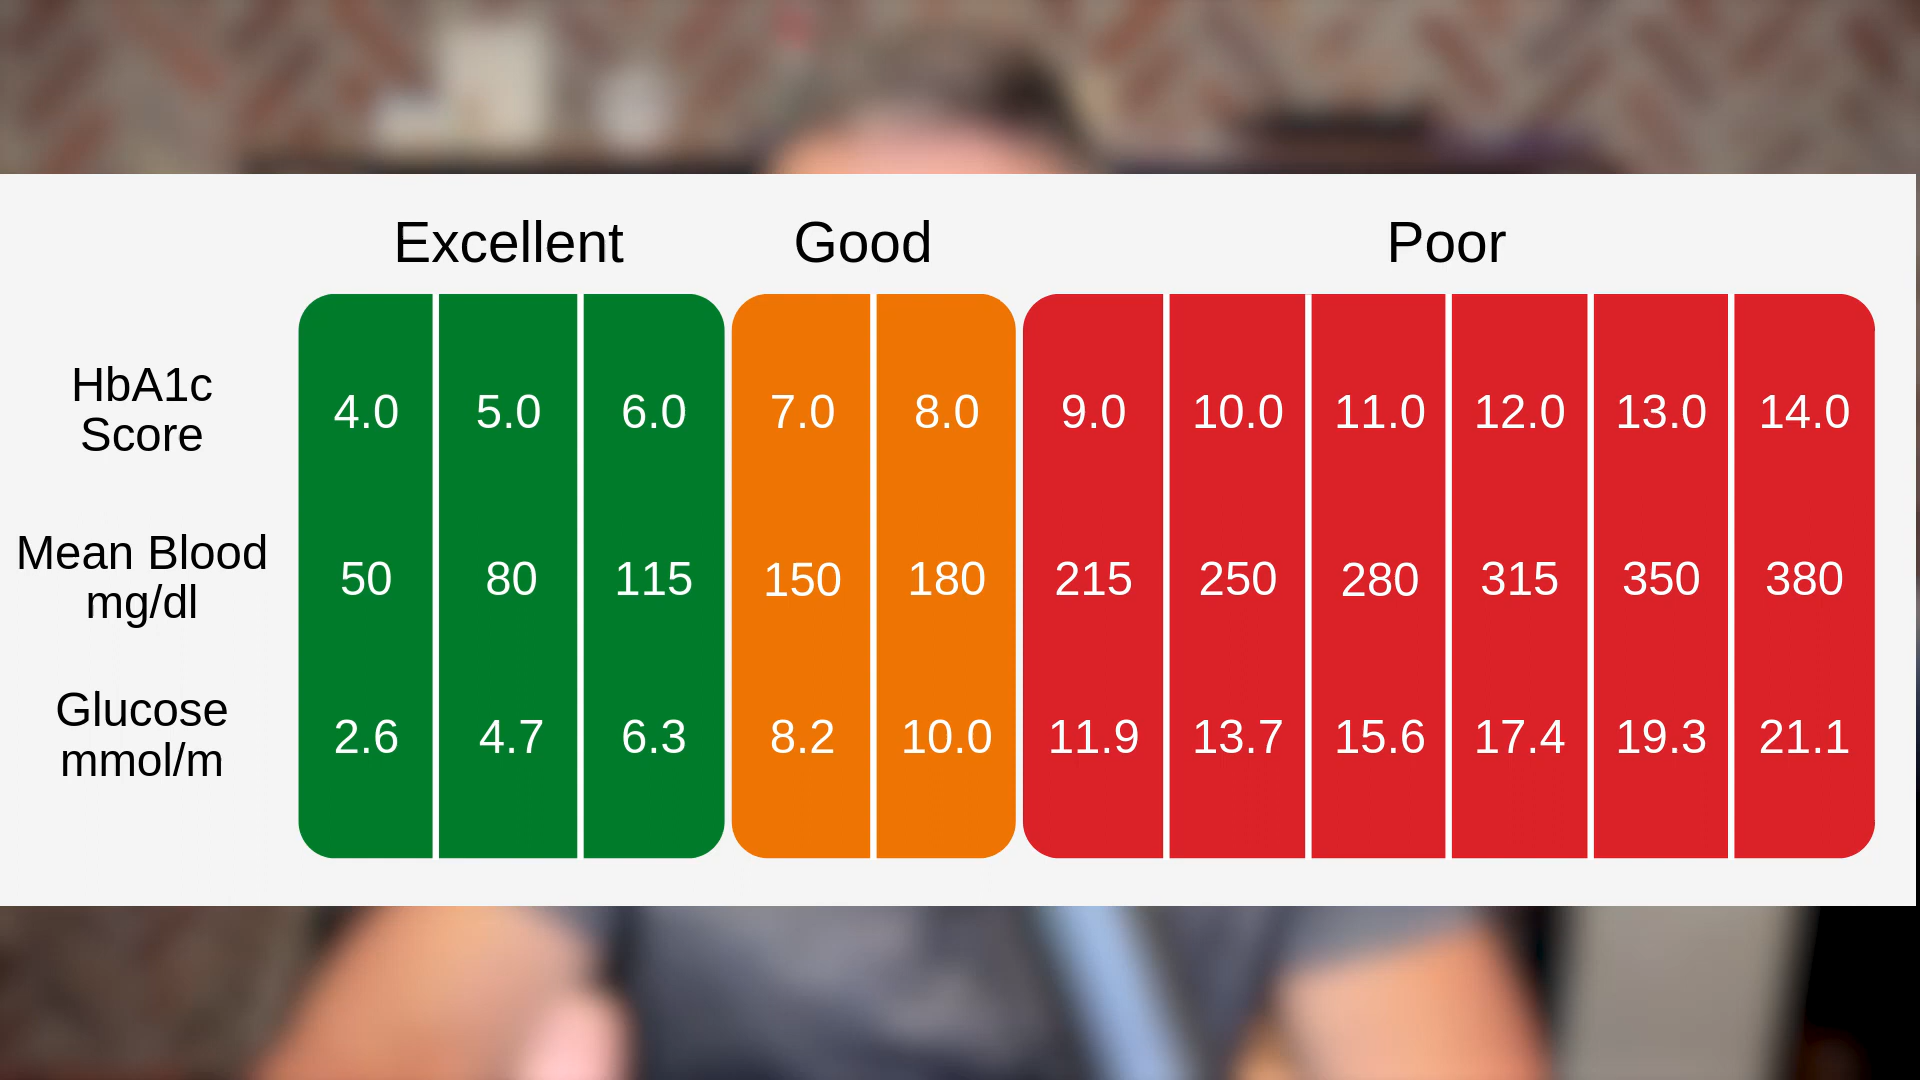 Excellent Good Poor
HbA1c
Score
4.0 5.0 6.0 7.0 8.0 9.0 10.0 11.0 12.0 13.0 14.0
Mean Blood
mg/dl
50 80 115 150 180 215 250 280 315 350 380
Glucose
mmol/m
2.6 4.7 6.3 8.2 10.0 11.9 13.7 15.6 17.4 19.3 21.1